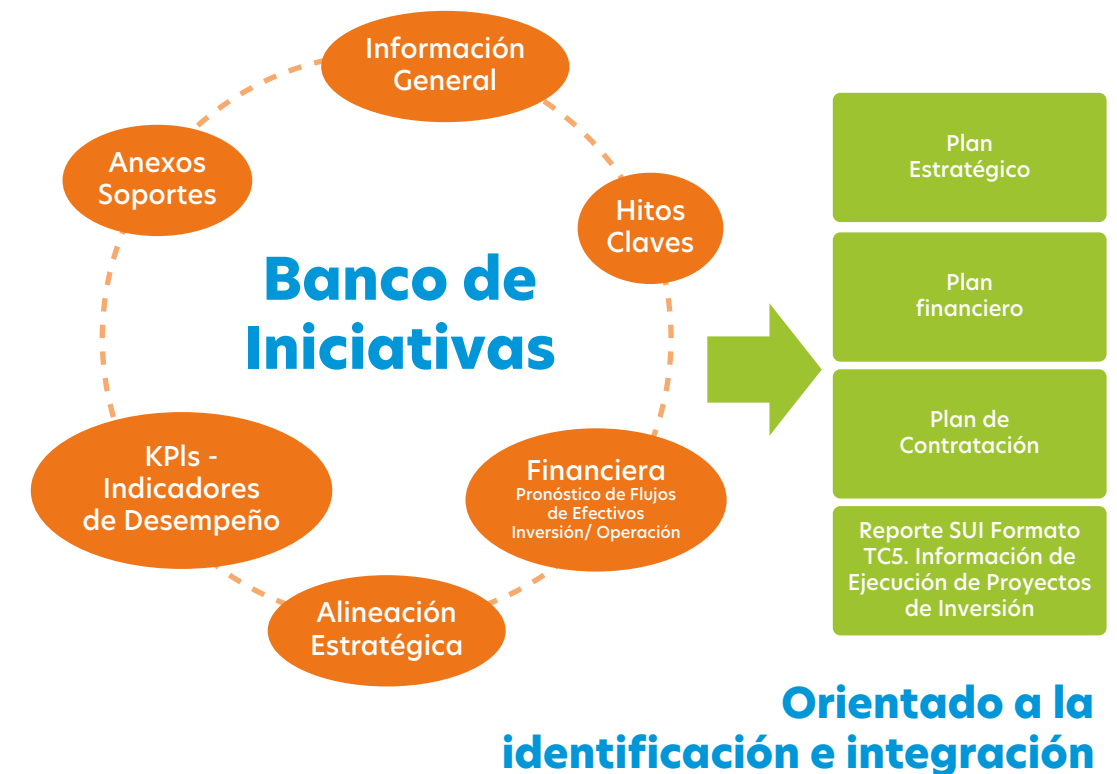 Información
General
Anexos
Soportes
Hitos
Claves
Banco de
Iniciativas
KPIs -
Indicadores
de Desempeño
Financiera
Pronóstico de Flujos
de Efectivos
Inversión/ Operación
Alineación
Estratégica
Plan
Estratégico
Plan
financiero
Plan de
Contratación
Reporte SUI Formato
TC5. Información de
Ejecución de Proyectos
de Inversión
Orientado a la
identificación e integración